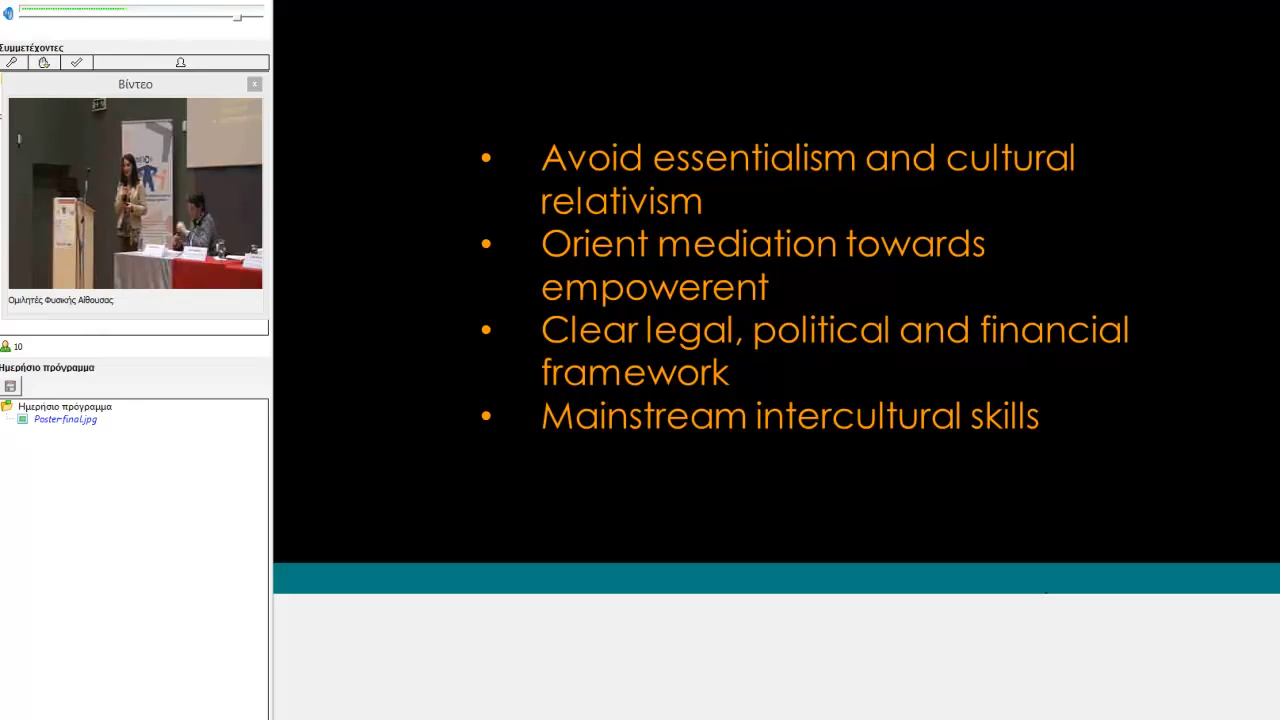 Συμμετέχοντες
Βίντεο
x
Ομιλητές Φυσικής Αίθουσας
10
Ημερήσιο πρόγραμμα
Ημερήσιο πρόγραμμα
Poster-final.jpg
• Avoid essentialism and cultural
relativism
• Orient mediation towards
empowerent
• Clear legal, political and financial
framework
• Mainstream intercultural skills